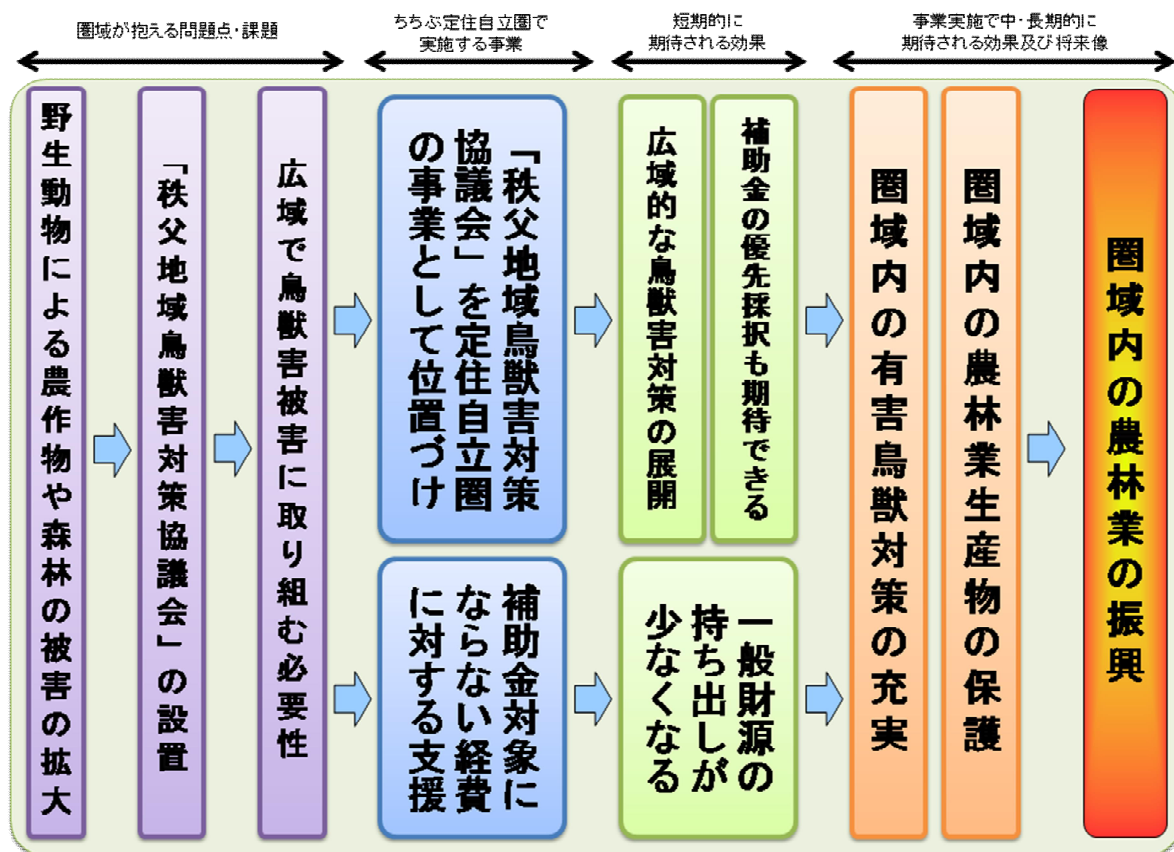 圏域が抱える問題点・課題
ちちぶ定住自立圏で
実施する事業
短期的に
期待される効果
事業実施で中・長期的に
期待される効果及び将来像
野生動物による農作物や森林の被害の拡大
「秩父地域鳥獣害対策協議会」の設置
広域で鳥獣害被害に取り組む必要性
「秩父地域鳥獣害対策
協議会」を定住自立圏
の事業として位置づけ
補助金対象に
ならない経費
に対する支援
広域的な鳥獣害対策の展開
補助金の優先採択も期待できる
一般財源の
持ち出しが
少なくなる
圏域内の有害鳥獣対策の充実
圏域内の農林業生産物の保護
圏域内の農林業の振興